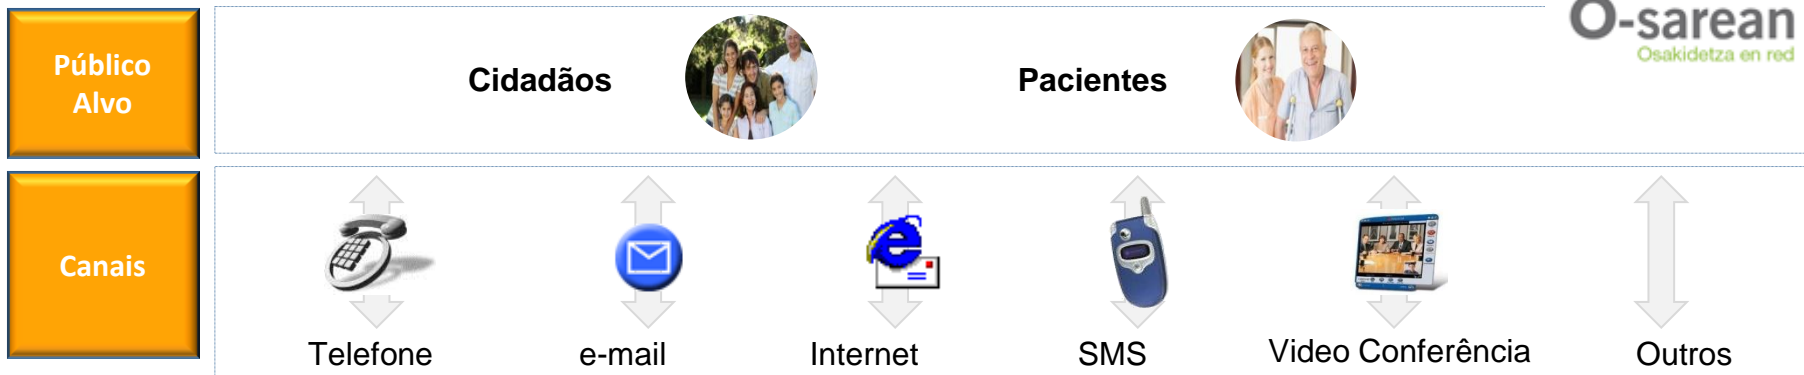 O-sarean
Osakidetza en red
Público
Alvo
Cidadãos
Pacientes
Canais
Telefone
e-mail
Internet
SMS
Video Conferência
Outros